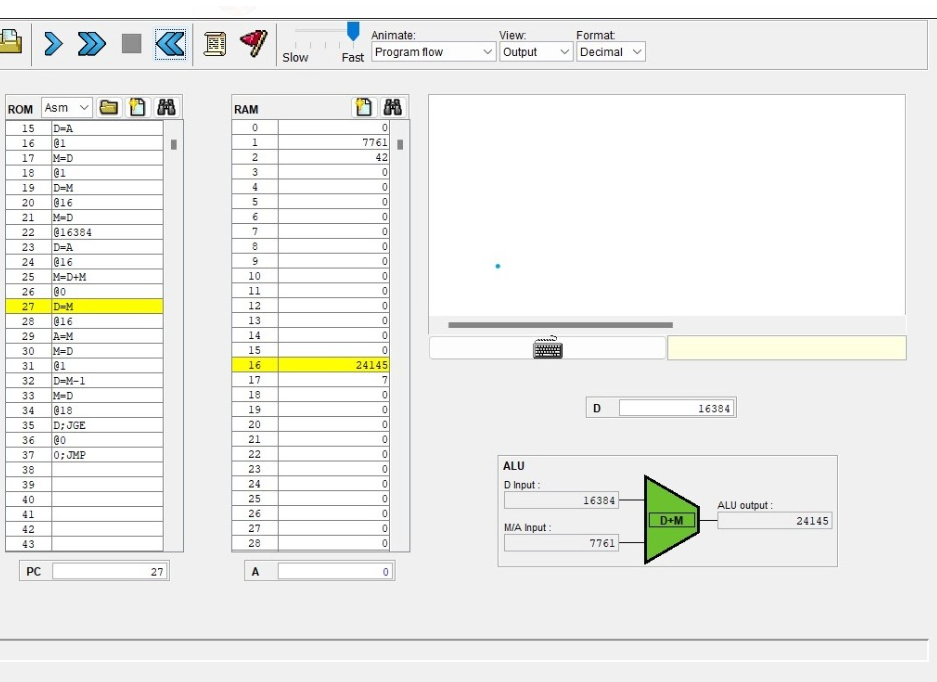 Animate: View: Format:
Slow Fast Program flow Output Decimal
ROM Asm RAM
15 D=A 0 0
16 @1 1 7761
17 M=D 2 42
18 @1 3 0
19 D=M 4 0
20 @16 5 0
21 M=D 6 0
22 @16384 7 0
23 D=A 8 0
24 @16 9 0
25 M=D+M 10 0
26 @0 11 0
27 D=M 12 0
28 @16 13 0
29 A=M 14 0
30 M=D 15 0
31 @1 16 24145
32 D=M-1 17 7
33 M=D 18 0
34 @18 19 0
35 D;JGE 20 0
36 @0 21 0
37 0;JMP 22 0
38 23 0
39 24 0
40 25 0
41 26 0
42 27 0
43 28 0
PC 27 A 0
D 16384
ALU
D Input :
16384
ALU output :
D+M 24145
M/A Input :
7761